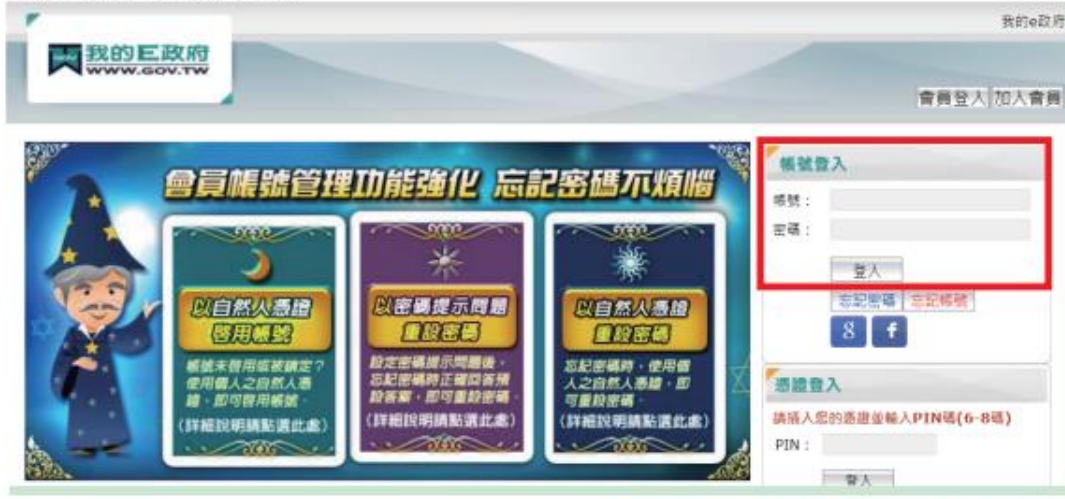 我的e政府
我的E政府
WWW.GOV.TW
會員登入 加入會員
會員帳號管理功能強化 忘記密碼不煩惱
以自然人憑證
啓用帳號
帳號未啓用或被鎖定？
使用個人之自然人憑
證，即可啓用帳號。
(詳細說明請點選此處)
以密碼提示問題
重設密碼
設定密碼提示問題後，
忘記密碼時正確回答預
設答案，即可重設密碼。
(詳細說明請點選此處)
以自然人憑證
重設密碼
忘記密碼時，使用個
人之自然人憑證，即
可重設密碼。
(詳細說明請點選此處)
帳號登入
帳號：
密碼：
登入
忘記密碼 忘記帳號
8 f
憑證登入
請插入您的憑證並輸入PIN碼(6-8碼)
PIN：
登入